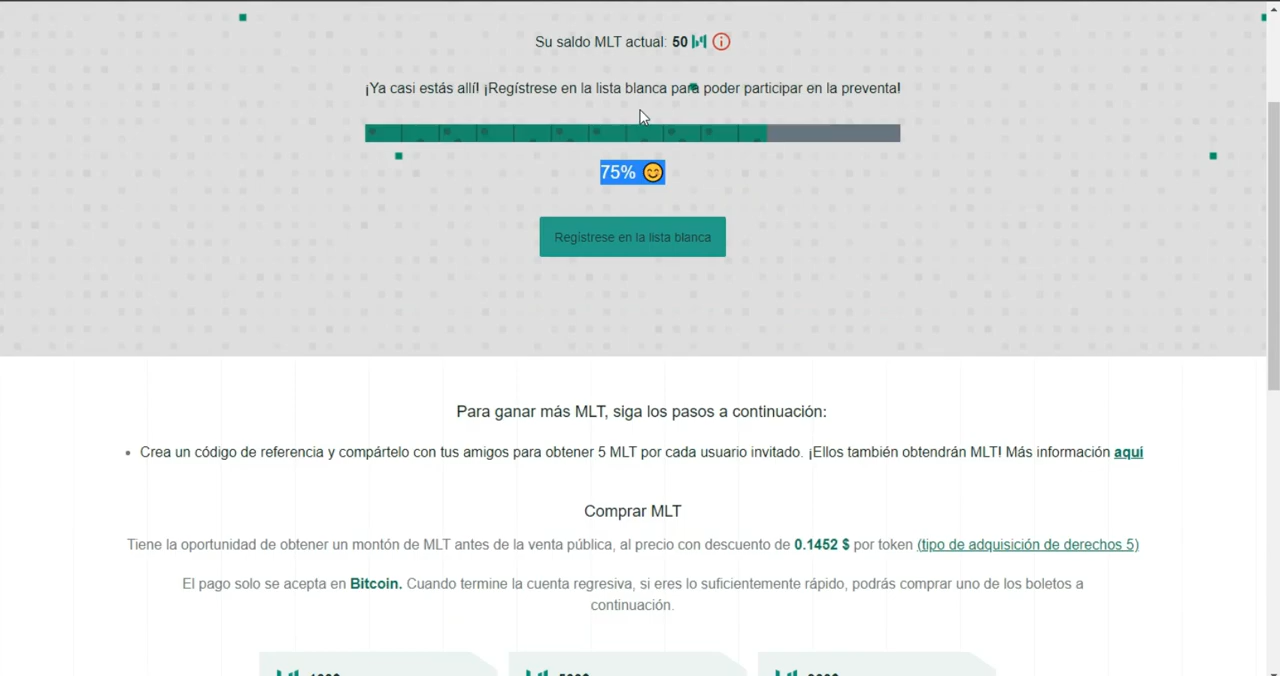 Su saldo MLT actual: 50
¡Ya casi estás allí! ¡Regístrese en la lista blanca para poder participar en la preventa!
75% 😊
Regístrese en la lista blanca
Para ganar más MLT, siga los pasos a continuación:
• Crea un código de referencia y compártelo con tus amigos para obtener 5 MLT por cada usuario invitado. ¡Ellos también obtendrán MLT! Más información aquí
Comprar MLT
Tiene la oportunidad de obtener un montón de MLT antes de la venta pública, al precio con descuento de 0.1452 $ por token (tipo de adquisición de derechos 5)
El pago solo se acepta en Bitcoin. Cuando termine la cuenta regresiva, si eres lo suficientemente rápido, podrás comprar uno de los boletos a
continuación.